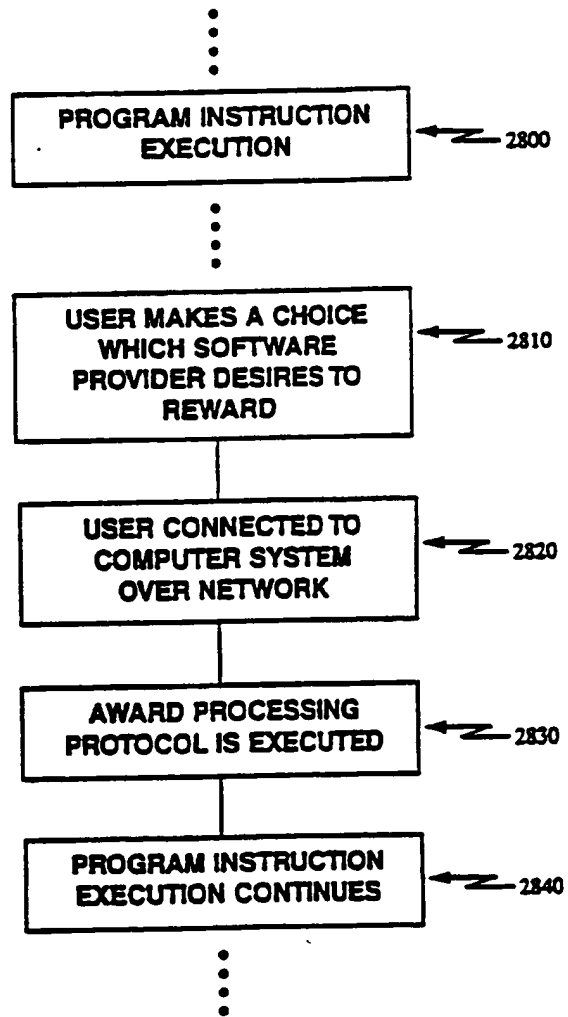 PROGRAM INSTRUCTION
EXECUTION
2800
USER MAKES A CHOICE
WHICH SOFTWARE
PROVIDER DESIRES TO
REWARD
2810
USER CONNECTED TO
COMPUTER SYSTEM
OVER NETWORK
2820
AWARD PROCESSING
PROTOCOL IS EXECUTED
2830
PROGRAM INSTRUCTION
EXECUTION CONTINUES
2840